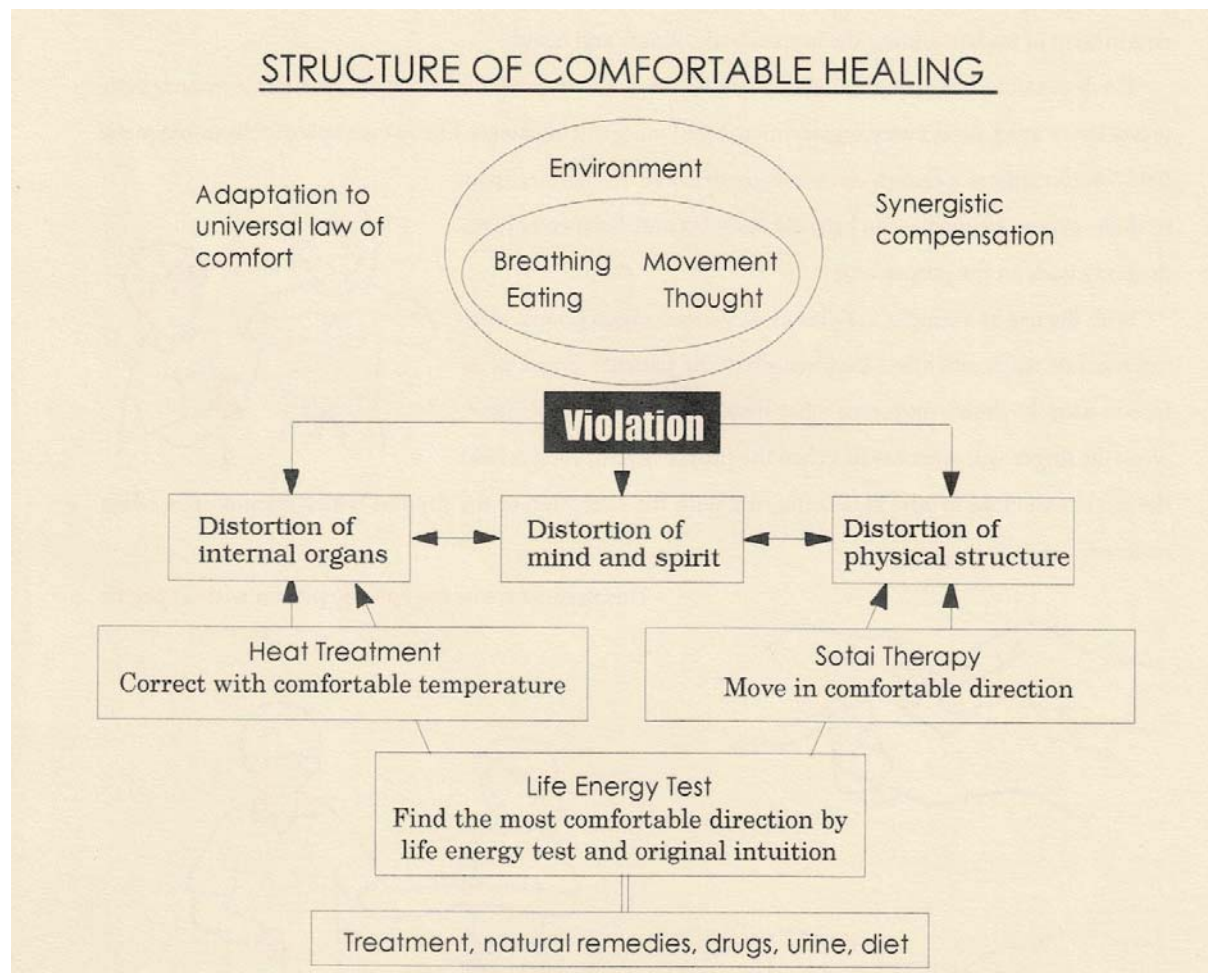 STRUCTURE OF COMFORTABLE HEALING
Environment
Adaptation to
universal law of
comfort
Synergistic
compensation
Breathing Movement
Eating Thought
Violation
Distortion of
internal organs
Distortion of
mind and spirit
Distortion of
physical structure
Heat Treatment
Correct with comfortable temperature
Sotai Therapy
Move in comfortable direction
Life Energy Test
Find the most comfortable direction by
life energy test and original intuition
Treatment, natural remedies, drugs, urine, diet